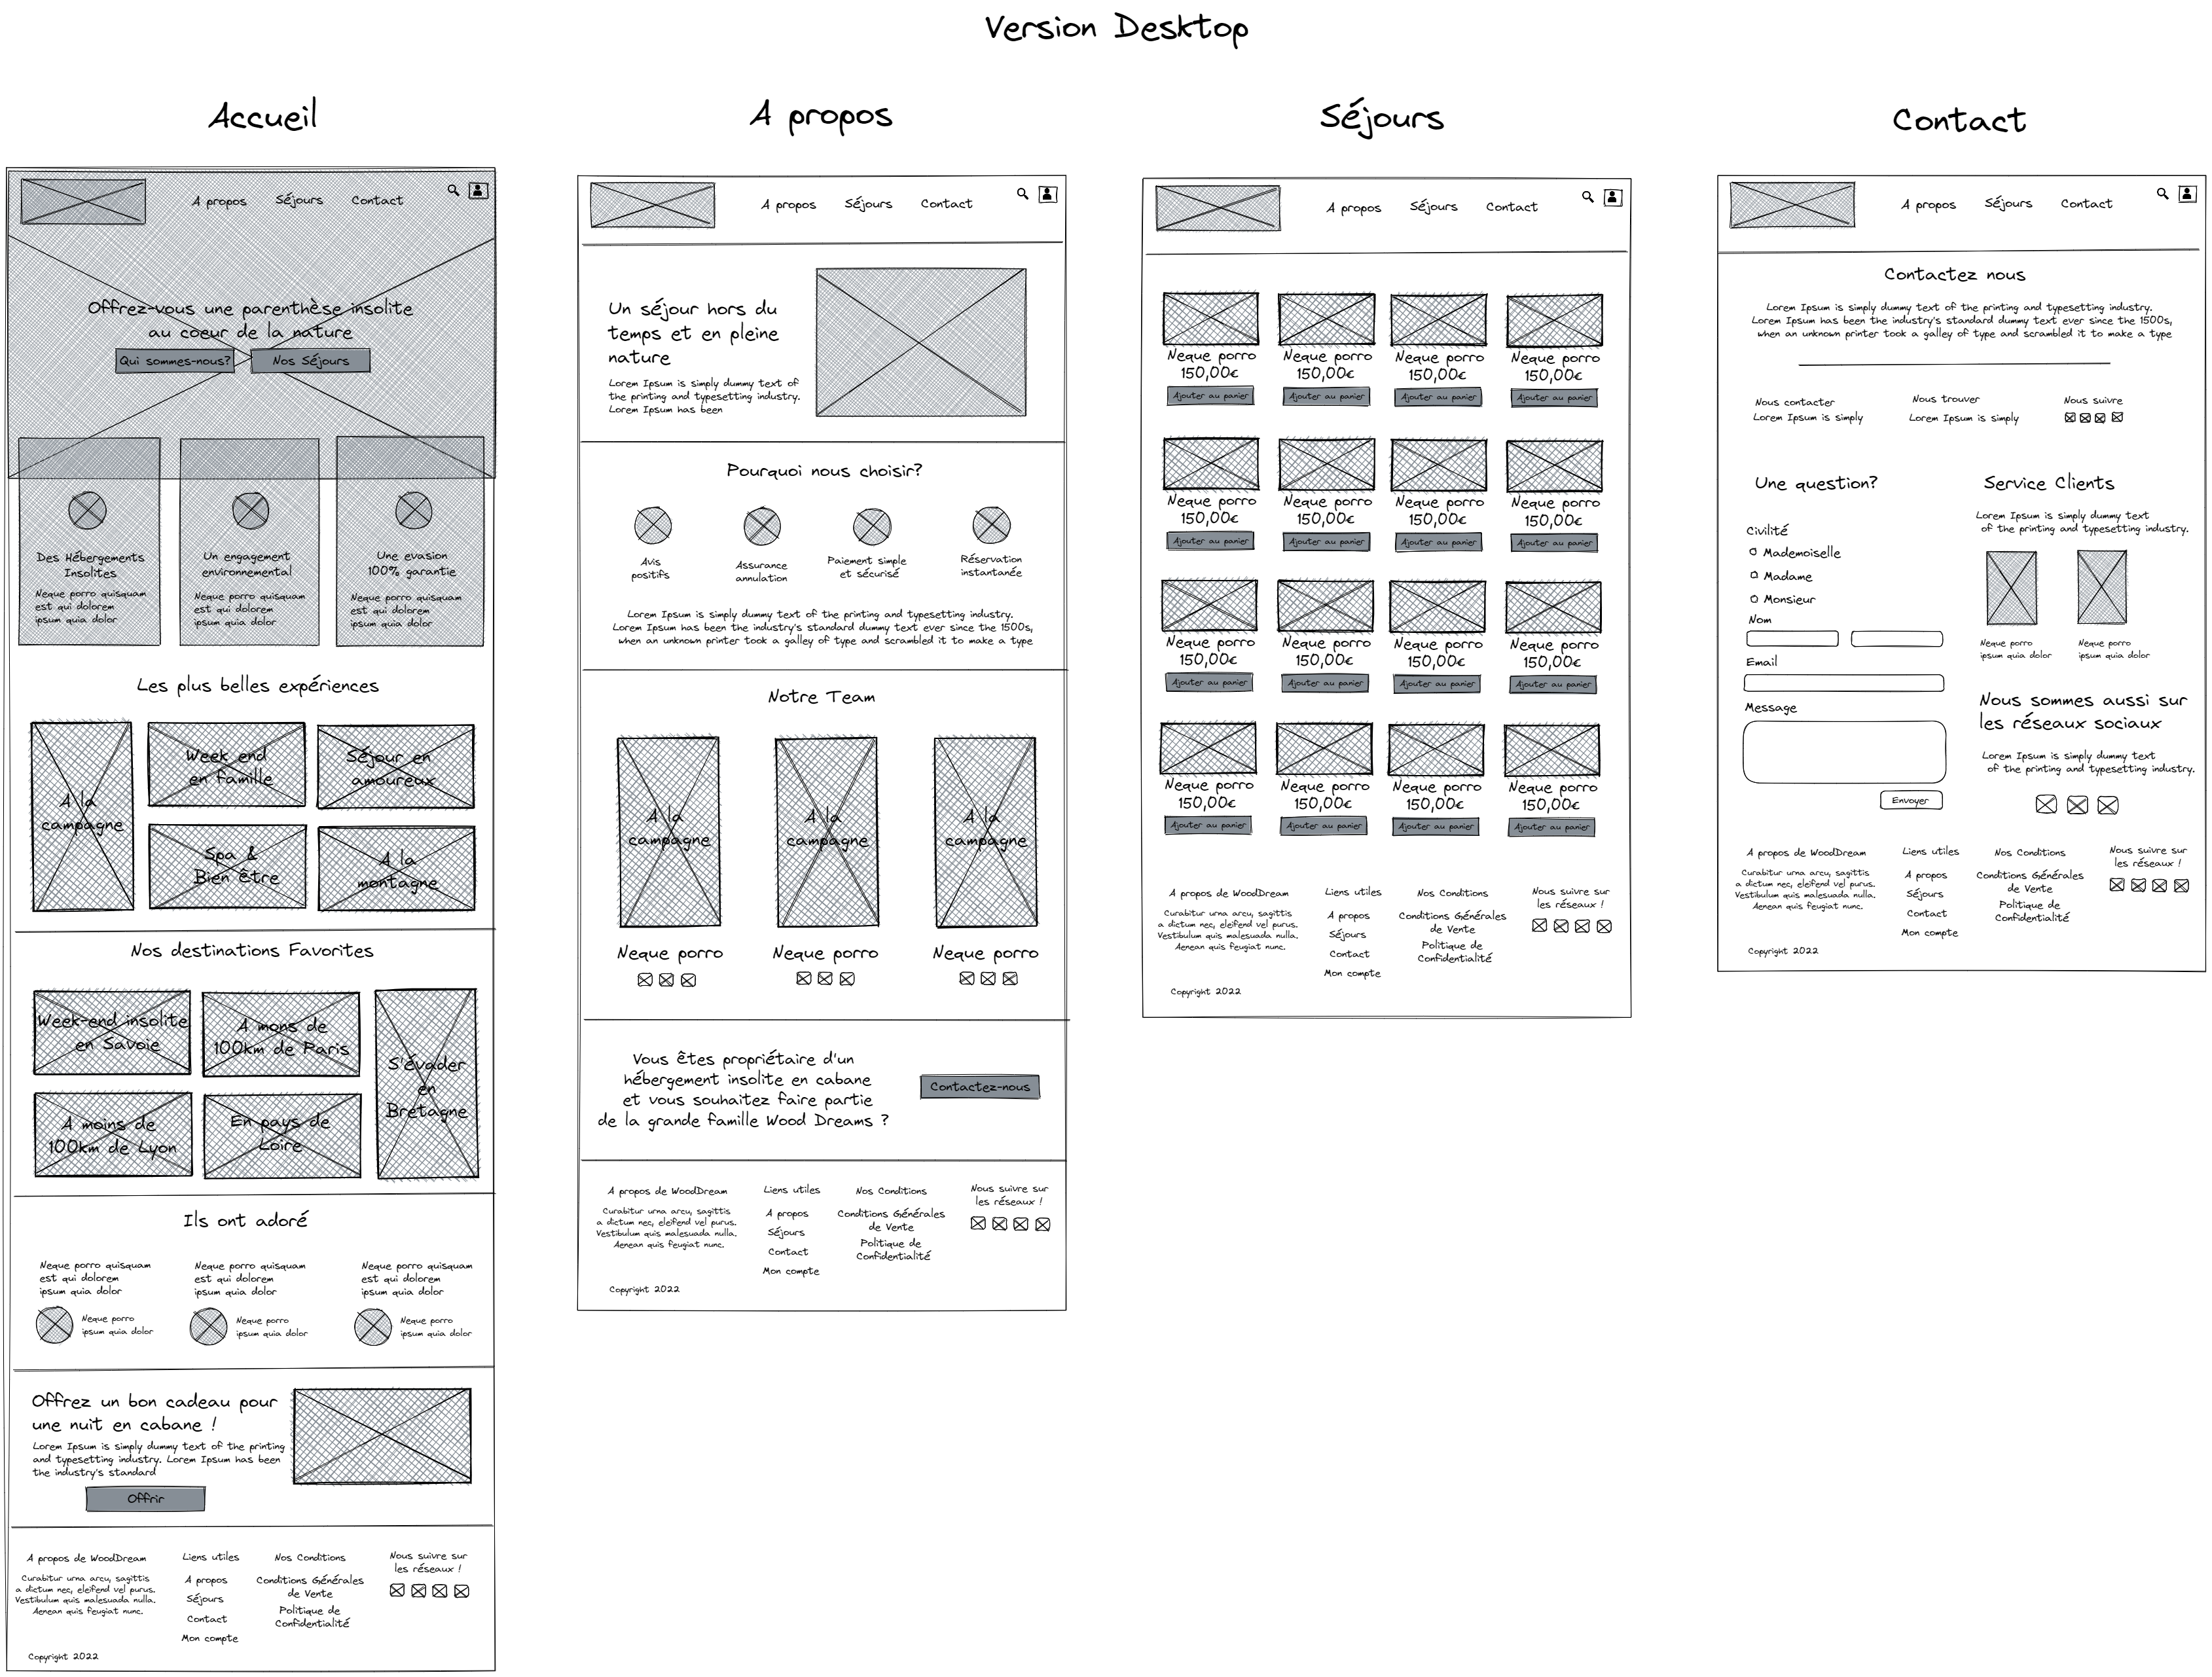 Version Desktop
Accueil
A propos
Séjours
Contact
A propos
Séjours
Contact
Offrez-vous une parenthèse insolite
au coeur de la nature
Qui sommes-nous?
Nos Séjours
Des Hébergements
Insolites
Neque porro quisquam
est qui dolorem
ipsum quia dolor
Un engagement
environnemental
Neque porro quisquam
est qui dolorem
ipsum quia dolor
Une evasion
100% garantie
Neque porro quisquam
est qui dolorem
ipsum quia dolor
Les plus belles expériences
A la
campagne
Week end
en famille
Séjour en
amoureux
Spa &
Bien être
A la
montagne
Nos destinations Favorites
Week-end insolite
en Savoie
A mons de
100km de Paris
S'évader
en
Bretagne
A moins de
100km de Lyon
En pays de
Loire
Ils ont adoré
Neque porro quisquam
est qui dolorem
ipsum quia dolor
Neque porro
ipsum quia dolor
Neque porro quisquam
est qui dolorem
ipsum quia dolor
Neque porro
ipsum quia dolor
Neque porro quisquam
est qui dolorem
ipsum quia dolor
Neque porro
ipsum quia dolor
Offrez un bon cadeau pour
une nuit en cabane !
Lorem Ipsum is simply dummy text of the printing
and typesetting industry. Lorem Ipsum has been
the industry's standard
Offrir
A propos de WoodDream
Curabitur urna arcu, sagittis
a dictum nec, eleifend vel purus.
Vestibulum quis malesuada nulla.
Aenean quis feugiat nunc.
Liens utiles
A propos
Séjours
Contact
Mon compte
Nos Conditions
Conditions Générales
de Vente
Politique de
Confidentialité
Nous suivre sur
les réseaux !
Copyright 2022
A propos
Séjours
Contact
Un séjour hors du
temps et en pleine
nature
Lorem Ipsum is simply dummy text of
the printing and typesetting industry.
Lorem Ipsum has been
Pourquoi nous choisir?
Avis
positifs
Assurance
annulation
Paiement simple
et sécurisé
Réservation
instantanée
Lorem Ipsum is simply dummy text of the printing and typesetting industry.
Lorem Ipsum has been the industry's standard dummy text ever since the 1500s,
when an unknown printer took a galley of type and scrambled it to make a type
Notre Team
A la
campagne
A la
campagne
A la
campagne
Neque porro
Neque porro
Neque porro
Vous êtes propriétaire d'un
hébergement insolite en cabane
et vous souhaitez faire partie
de la grande famille Wood Dreams ?
Contactez-nous
A propos de WoodDream
Curabitur urna arcu, sagittis
a dictum nec, eleifend vel purus.
Vestibulum quis malesuada nulla.
Aenean quis feugiat nunc.
Liens utiles
A propos
Séjours
Contact
Mon compte
Nos Conditions
Conditions Générales
de Vente
Politique de
Confidentialité
Nous suivre sur
les réseaux !
Copyright 2022
A propos
Séjours
Contact
Neque porro
150,00€
Ajouter au panier
Neque porro
150,00€
Ajouter au panier
Neque porro
150,00€
Ajouter au panier
Neque porro
150,00€
Ajouter au panier
Neque porro
150,00€
Ajouter au panier
Neque porro
150,00€
Ajouter au panier
Neque porro
150,00€
Ajouter au panier
Neque porro
150,00€
Ajouter au panier
Neque porro
150,00€
Ajouter au panier
Neque porro
150,00€
Ajouter au panier
Neque porro
150,00€
Ajouter au panier
Neque porro
150,00€
Ajouter au panier
Neque porro
150,00€
Ajouter au panier
Neque porro
150,00€
Ajouter au panier
Neque porro
150,00€
Ajouter au panier
Neque porro
150,00€
Ajouter au panier
A propos de WoodDream
Curabitur urna arcu, sagittis
a dictum nec, eleifend vel purus.
Vestibulum quis malesuada nulla.
Aenean quis feugiat nunc.
Liens utiles
A propos
Séjours
Contact
Mon compte
Nos Conditions
Conditions Générales
de Vente
Politique de
Confidentialité
Nous suivre sur
les réseaux !
Copyright 2022
A propos
Séjours
Contact
Contactez nous
Lorem Ipsum is simply dummy text of the printing and typesetting industry.
Lorem Ipsum has been the industry's standard dummy text ever since the 1500s,
when an unknown printer took a galley of type and scrambled it to make a type
Nous contacter
Lorem Ipsum is simply
Nous trouver
Lorem Ipsum is simply
Nous suivre
Une question?
Civilité
Mademoiselle
Madame
Monsieur
Nom
Email
Message
Envoyer
Service Clients
Lorem Ipsum is simply dummy text
of the printing and typesetting industry.
Neque porro
ipsum quia dolor
Neque porro
ipsum quia dolor
Nous sommes aussi sur
les réseaux sociaux
Lorem Ipsum is simply dummy text
of the printing and typesetting industry.
A propos de WoodDream
Curabitur urna arcu, sagittis
a dictum nec, eleifend vel purus.
Vestibulum quis malesuada nulla.
Aenean quis feugiat nunc.
Liens utiles
A propos
Séjours
Contact
Mon compte
Nos Conditions
Conditions Générales
de Vente
Politique de
Confidentialité
Nous suivre sur
les réseaux !
Copyright 2022